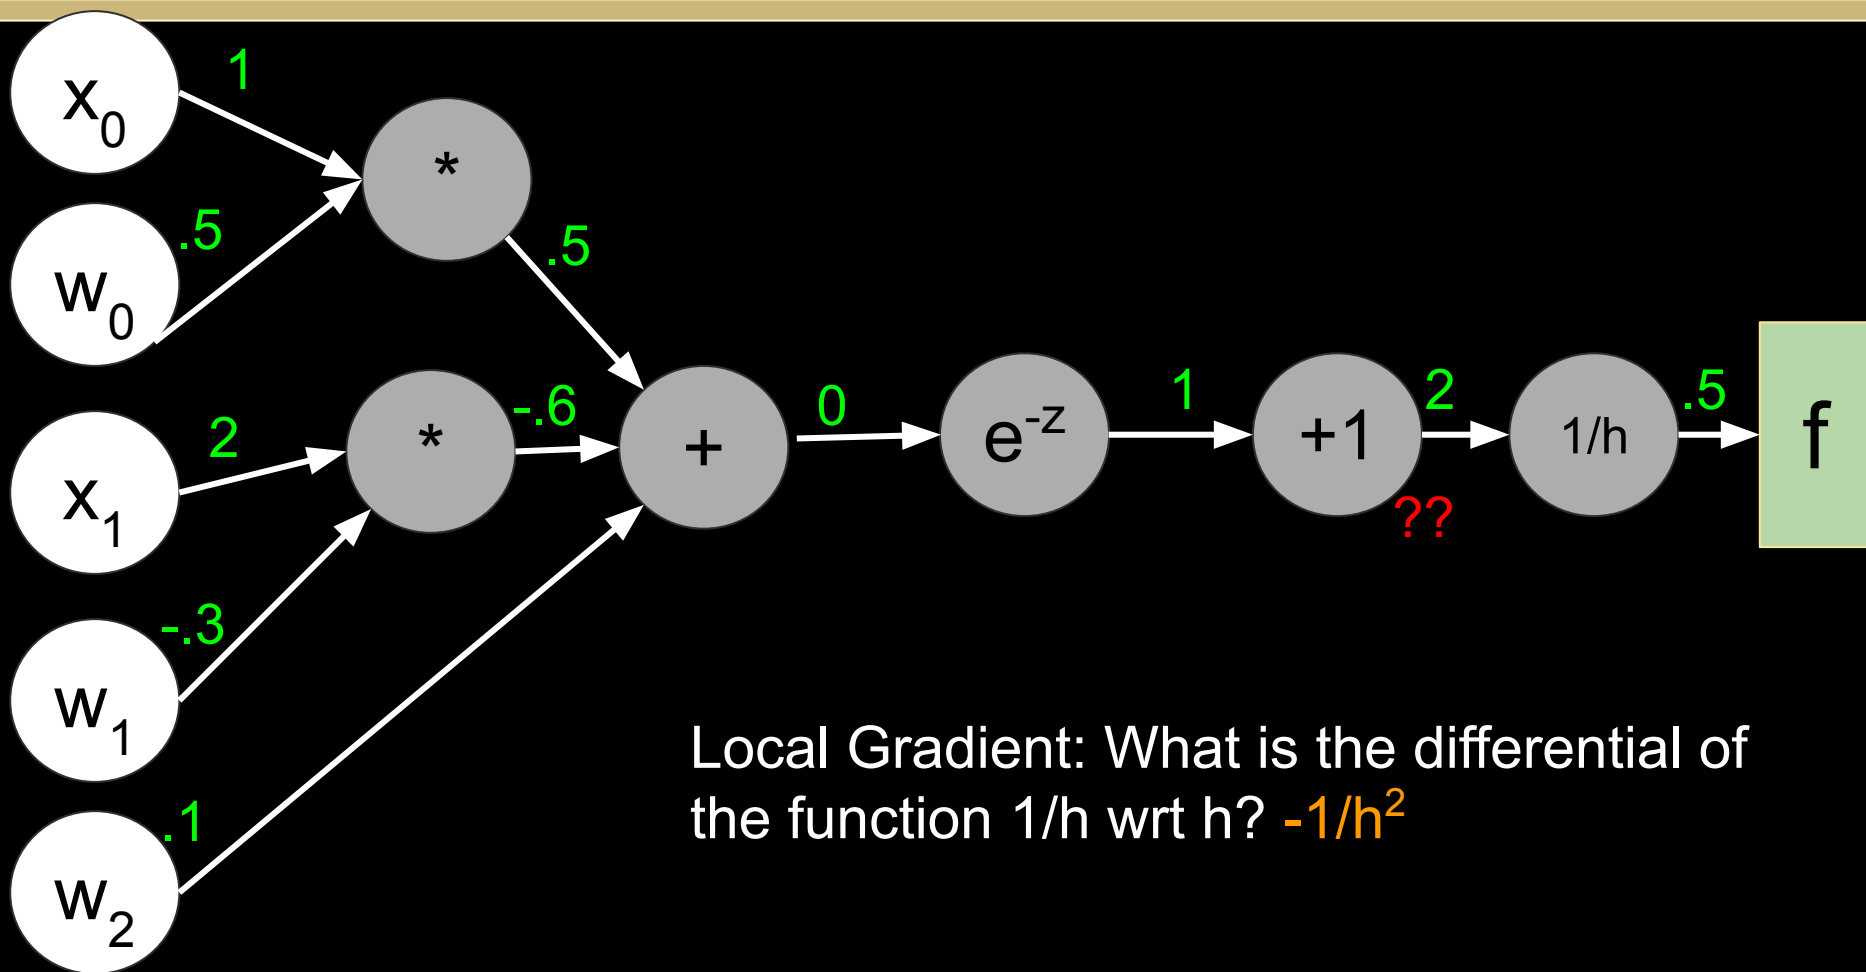 x₀
1
*
w₀
.5
.5
x₁
2
*
-.6
+
0
e⁻ᶻ
1
+1
2
??
1/h
.5
f
w₁
-.3
w₂
.1
Local Gradient: What is the differential of
the function 1/h wrt h? -1/h²